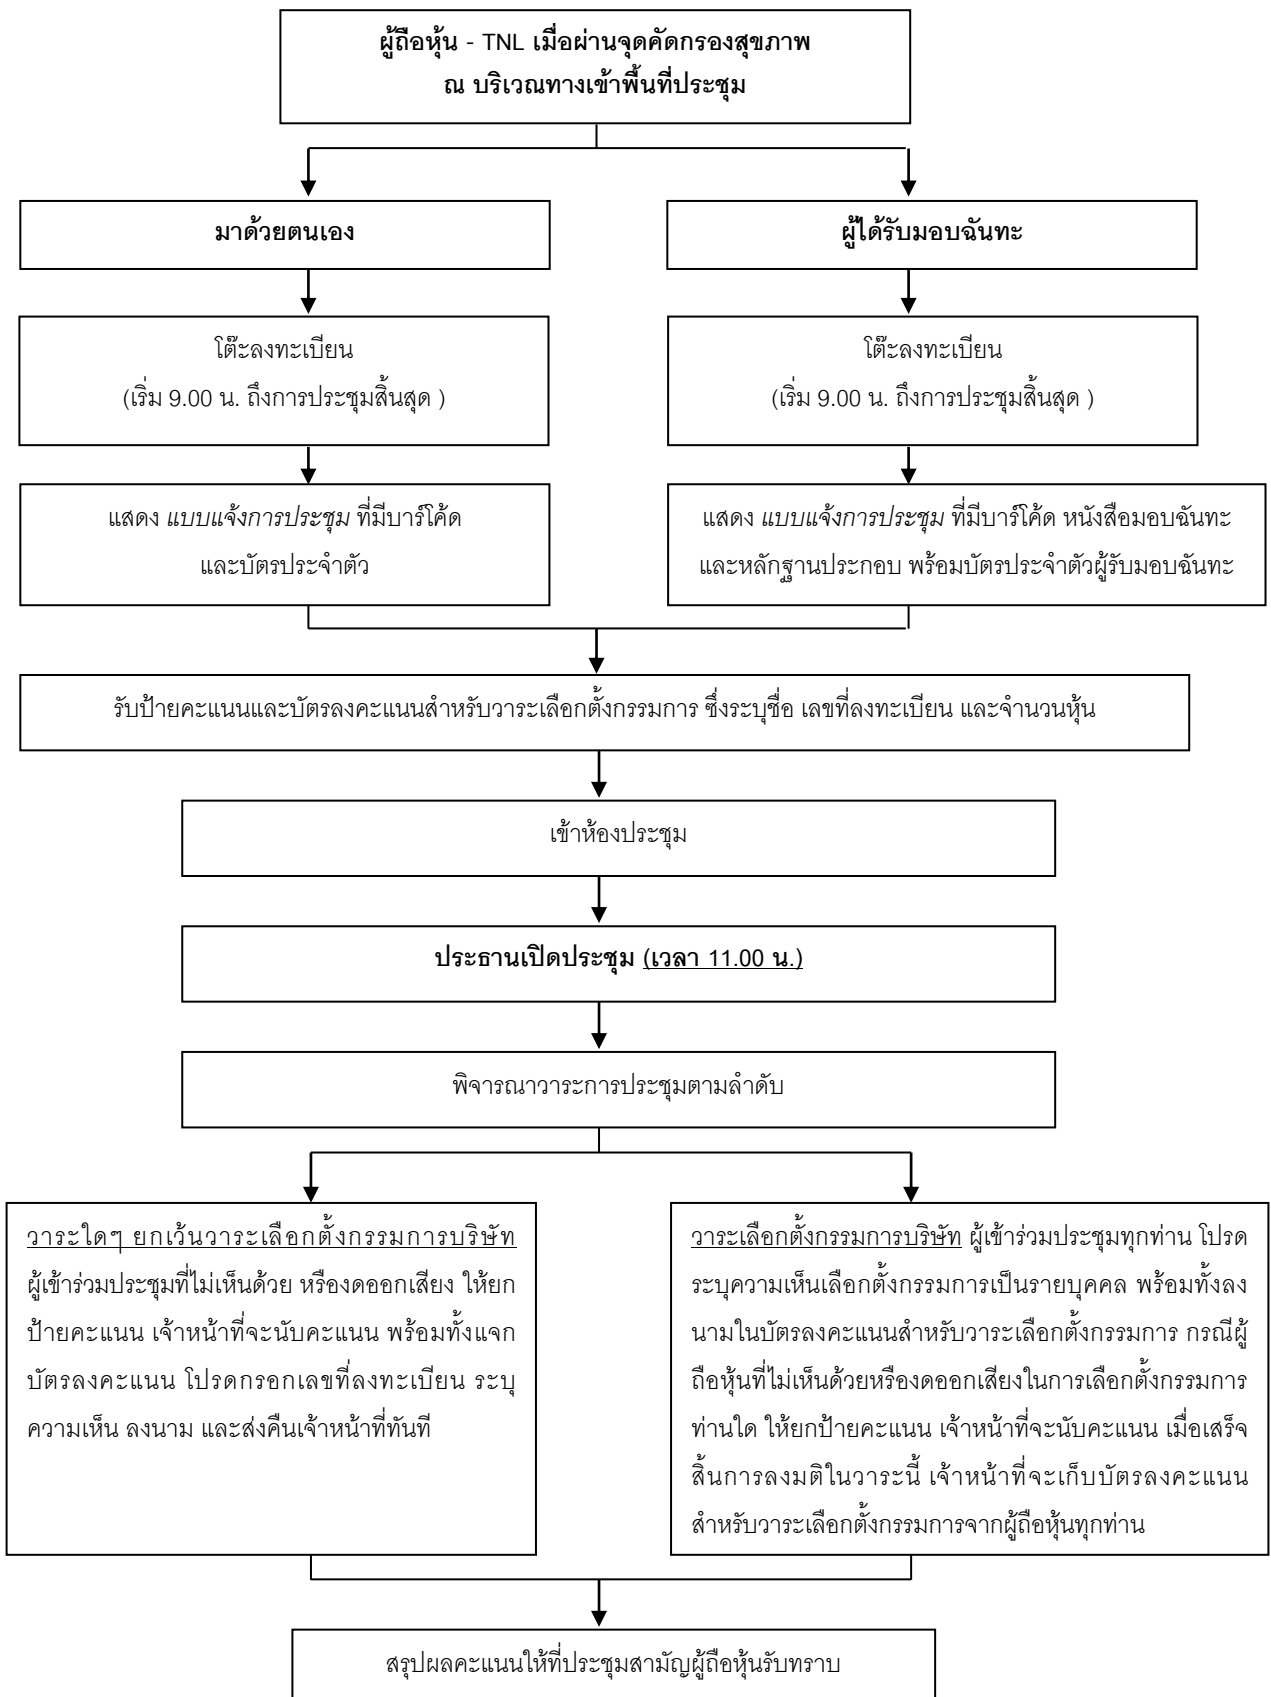 ผู้ถือหุ้น - TNL เมื่อผ่านจุดคัดกรองสุขภาพ
ณ บริเวณทางเข้าพื้นที่ประชุม
มาด้วยตนเอง
ผู้ได้รับมอบฉันทะ
โต๊ะลงทะเบียน
(เริ่ม 9.00 น. ถึงการประชุมสิ้นสุด )
โต๊ะลงทะเบียน
(เริ่ม 9.00 น. ถึงการประชุมสิ้นสุด )
แสดง แบบแจ้งการประชุม ที่มีบาร์โค้ด
และบัตรประจำตัว
แสดง แบบแจ้งการประชุม ที่มีบาร์โค้ด หนังสือมอบฉันทะ
และหลักฐานประกอบ พร้อมบัตรประจำตัวผู้รับมอบฉันทะ
รับป้ายคะแนนและบัตรลงคะแนนสำหรับวาระเลือกตั้งกรรมการ ซึ่งระบุชื่อ เลขที่ลงทะเบียน และจำนวนหุ้น
เข้าห้องประชุม
ประธานเปิดประชุม (เวลา 11.00 น.)
พิจารณาวาระการประชุมตามลำดับ
วาระใดๆ ยกเว้นวาระเลือกตั้งกรรมการบริษัท
ผู้เข้าร่วมประชุมที่ไม่เห็นด้วย หรืองดออกเสียง ให้ยก
ป้ายคะแนน เจ้าหน้าที่จะนับคะแนน พร้อมทั้งแจก
บัตรลงคะแนน โปรดกรอกเลขที่ลงทะเบียน ระบุ
ความเห็น ลงนาม และส่งคืนเจ้าหน้าที่ทันที
วาระเลือกตั้งกรรมการบริษัท ผู้เข้าร่วมประชุมทุกท่าน โปรด
ระบุความเห็นเลือกตั้งกรรมการเป็นรายบุคคล พร้อมทั้งลง
นามในบัตรลงคะแนนสำหรับวาระเลือกตั้งกรรมการ กรณีผู้
ถือหุ้นที่ไม่เห็นด้วยหรืองดออกเสียงในการเลือกตั้งกรรมการ
ท่านใด ให้ยกป้ายคะแนน เจ้าหน้าที่จะนับคะแนน เมื่อเสร็จ
สิ้นการลงมติในวาระนี้ เจ้าหน้าที่จะเก็บบัตรลงคะแนน
สำหรับวาระเลือกตั้งกรรมการจากผู้ถือหุ้นทุกท่าน
สรุปผลคะแนนให้ที่ประชุมสามัญผู้ถือหุ้นรับทราบ